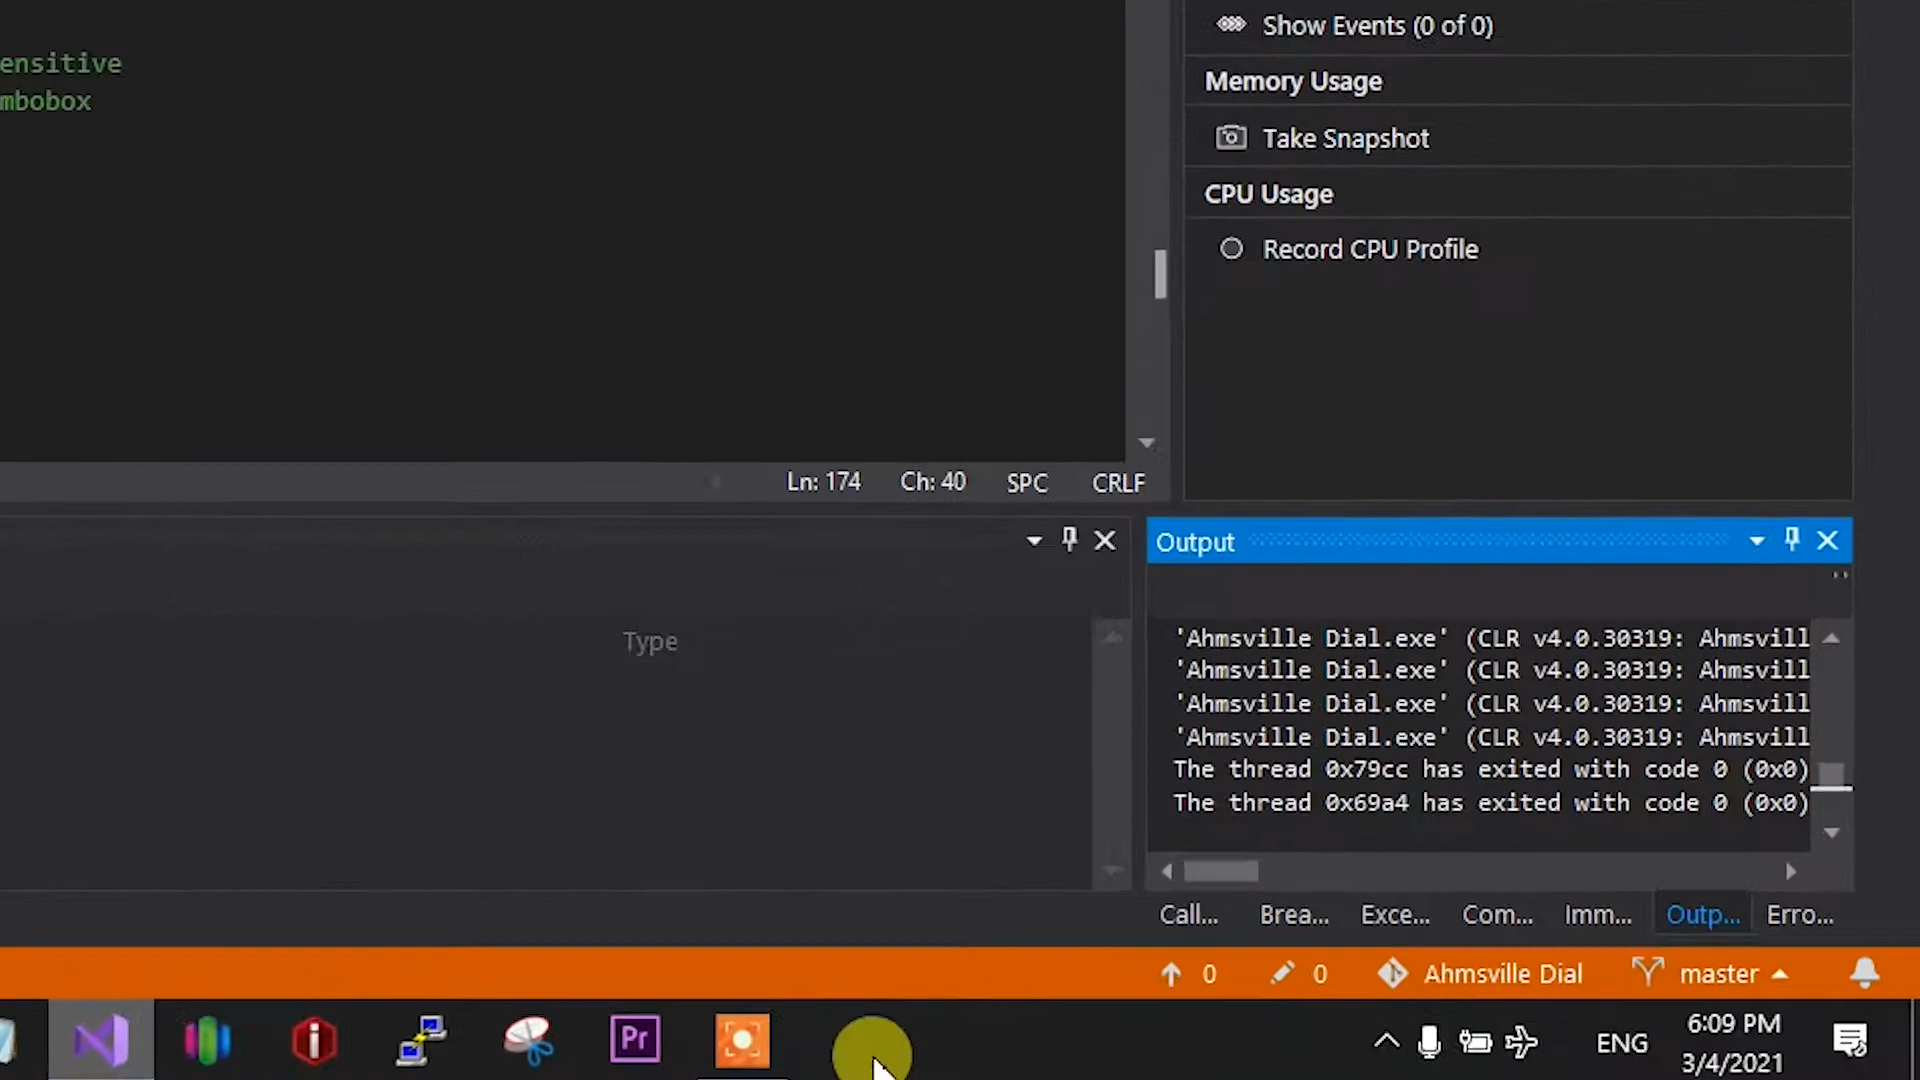 ensitive
mbobox
Show Events (0 of 0)
Memory Usage
Take Snapshot
CPU Usage
Record CPU Profile
Ln: 174 Ch: 40 SPC CRLF
Type
Output
'Ahmsville Dial.exe' (CLR v4.0.30319: Ahmsvill
'Ahmsville Dial.exe' (CLR v4.0.30319: Ahmsvill
'Ahmsville Dial.exe' (CLR v4.0.30319: Ahmsvill
'Ahmsville Dial.exe' (CLR v4.0.30319: Ahmsvill
The thread 0x79cc has exited with code 0 (0x0)
The thread 0x69a4 has exited with code 0 (0x0)
Call... Brea... Exce... Com... Imm... Outp... Erro...
0 0 Ahmsville Dial master
Pr
ENG
6:09 PM
3/4/2021